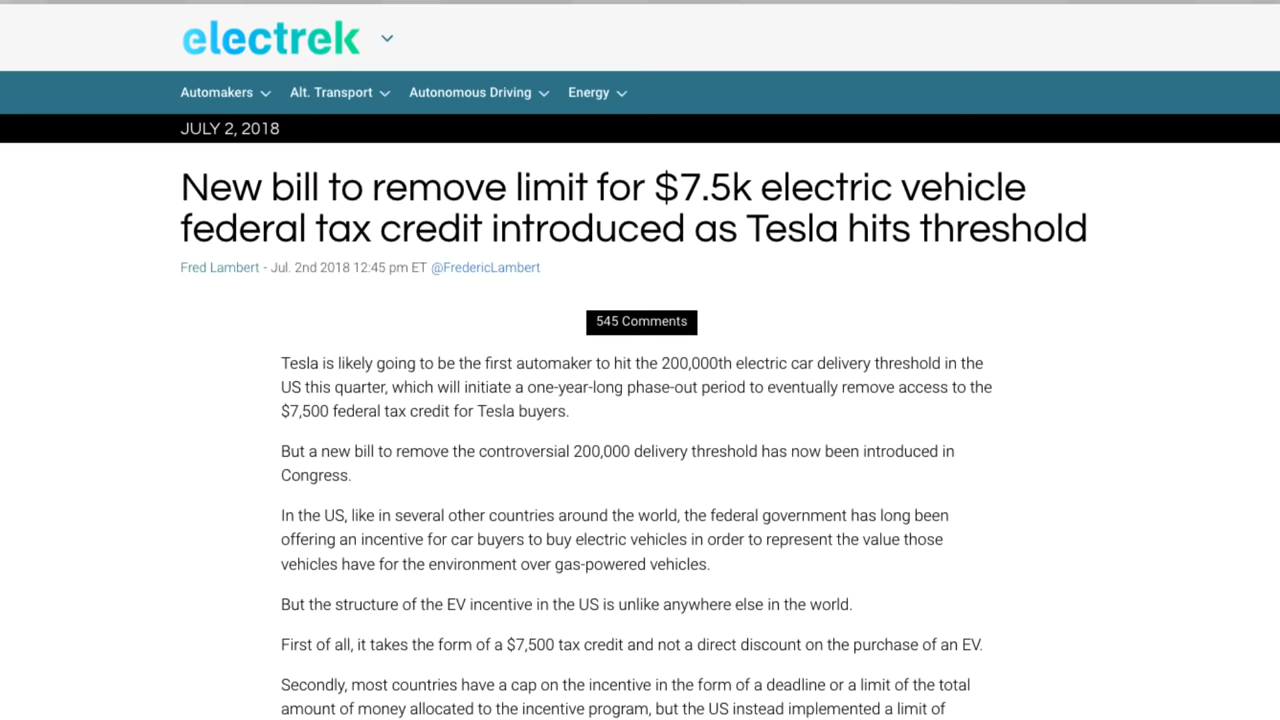 electrek
Automakers Alt. Transport Autonomous Driving Energy
JULY 2, 2018
New bill to remove limit for $7.5k electric vehicle
federal tax credit introduced as Tesla hits threshold
Fred Lambert - Jul. 2nd 2018 12:45 pm ET @FredericLambert
545 Comments
Tesla is likely going to be the first automaker to hit the 200,000th electric car delivery threshold in the
US this quarter, which will initiate a one-year-long phase-out period to eventually remove access to the
$7,500 federal tax credit for Tesla buyers.
But a new bill to remove the controversial 200,000 delivery threshold has now been introduced in
Congress.
In the US, like in several other countries around the world, the federal government has long been
offering an incentive for car buyers to buy electric vehicles in order to represent the value those
vehicles have for the environment over gas-powered vehicles.
But the structure of the EV incentive in the US is unlike anywhere else in the world.
First of all, it takes the form of a $7,500 tax credit and not a direct discount on the purchase of an EV.
Secondly, most countries have a cap on the incentive in the form of a deadline or a limit of the total
amount of money allocated to the incentive program, but the US instead implemented a limit of